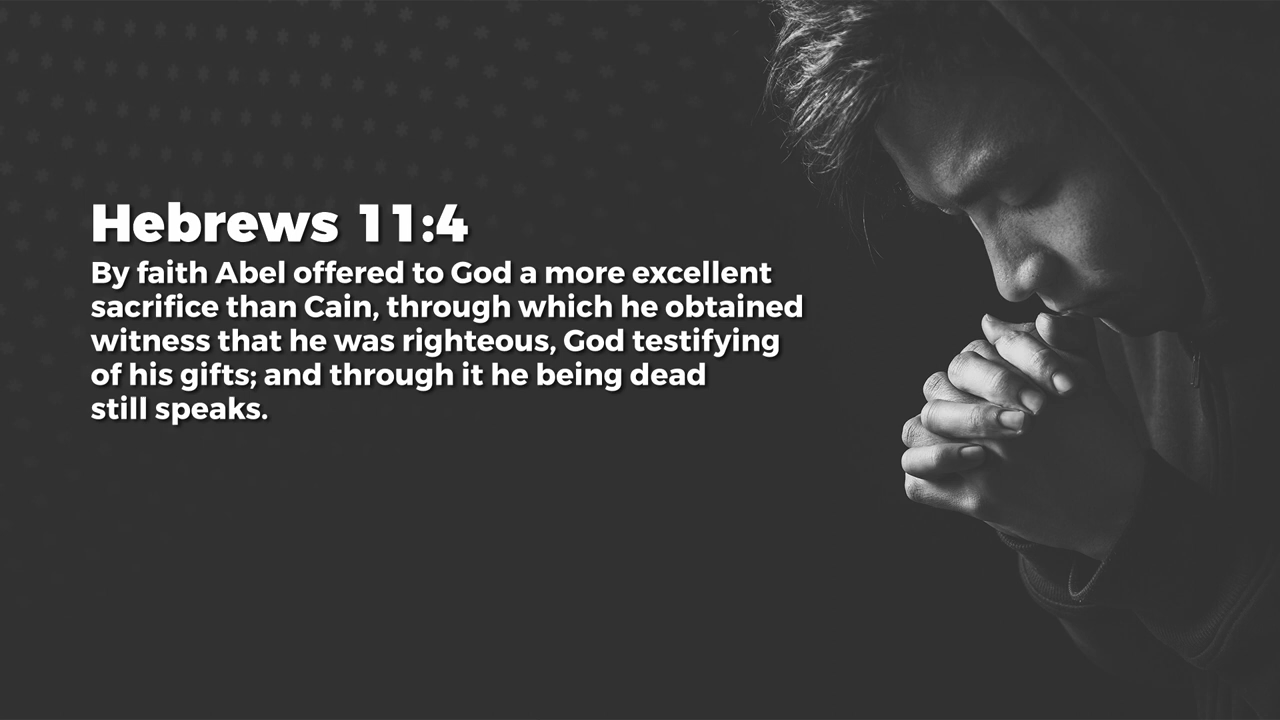 Hebrews 11:4
By faith Abel offered to God a more excellent
sacrifice than Cain, through which he obtained
witness that he was righteous, God testifying
of his gifts; and through it he being dead
still speaks.